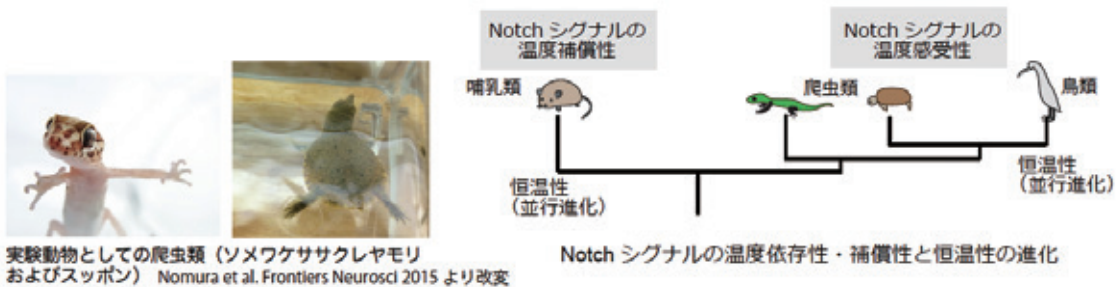 Notch シグナルの
温度補償性
Notch シグナルの
温度感受性
哺乳類
爬虫類
鳥類
恒温性
（並行進化）
恒温性
（並行進化）
実験動物としての爬虫類（ソメワケササクレヤモリ
およびスッポン） Nomura et al. Frontiers Neurosci 2015 より改変
Notch シグナルの温度依存性・補償性と恒温性の進化